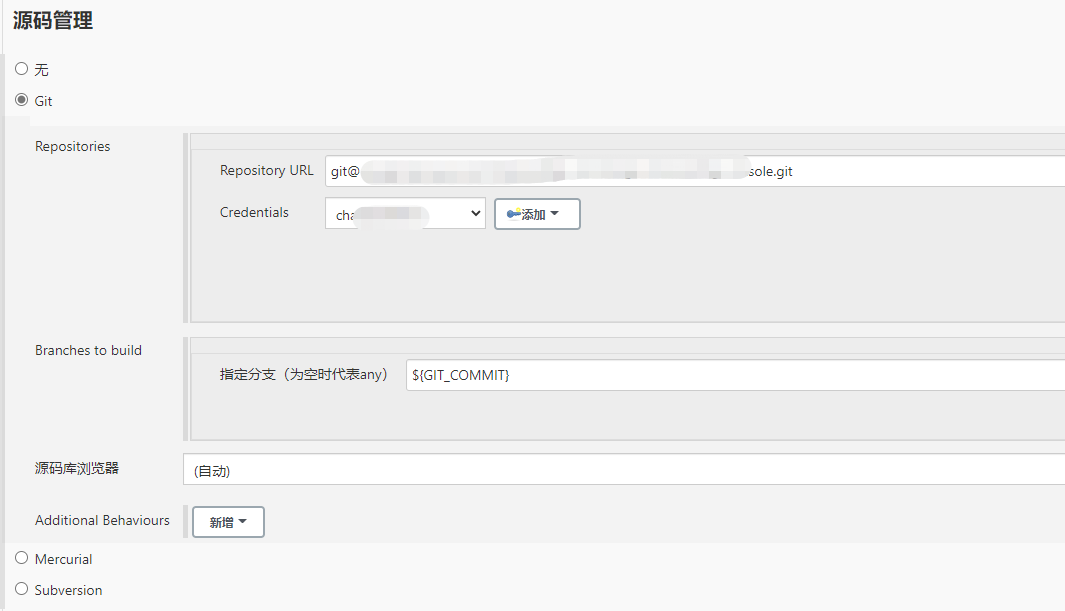 源码管理
无
Git
Repositories
Repository URL
git@
sole.git
Credentials
cha
添加
Branches to build
指定分支（为空时代表any）
${GIT_COMMIT}
源码库浏览器
(自动)
Additional Behaviours
新增
Mercurial
Subversion